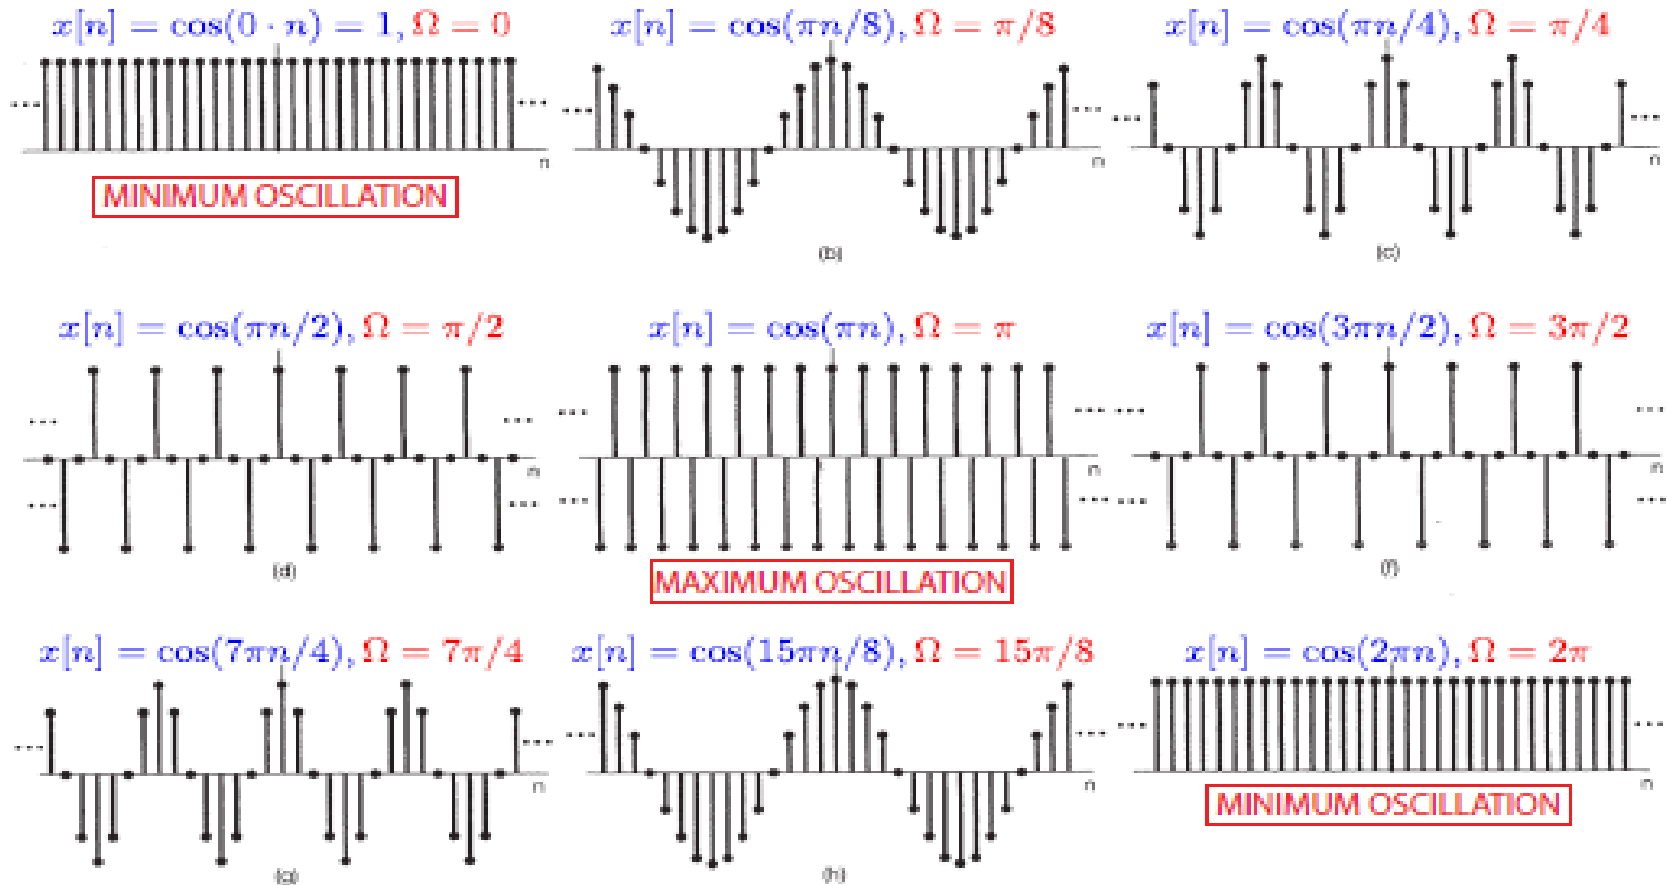 x[n] = cos(0 · n) = 1, Ω = 0
x[n] = cos(πn/8), Ω = π/8
x[n] = cos(πn/4), Ω = π/4
...
...
...
...
...
...
n
n
n
MINIMUM OSCILLATION
(b)
(c)
x[n] = cos(πn/2), Ω = π/2
x[n] = cos(πn), Ω = π
x[n] = cos(3πn/2), Ω = 3π/2
...
...
...
...
...
...
n
n
n
...
...
...
...
...
...
(d)
MAXIMUM OSCILLATION
(f)
x[n] = cos(7πn/4), Ω = 7π/4
x[n] = cos(15πn/8), Ω = 15π/8
x[n] = cos(2πn), Ω = 2π
...
...
...
...
...
...
n
n
n
(g)
(h)
MINIMUM OSCILLATION